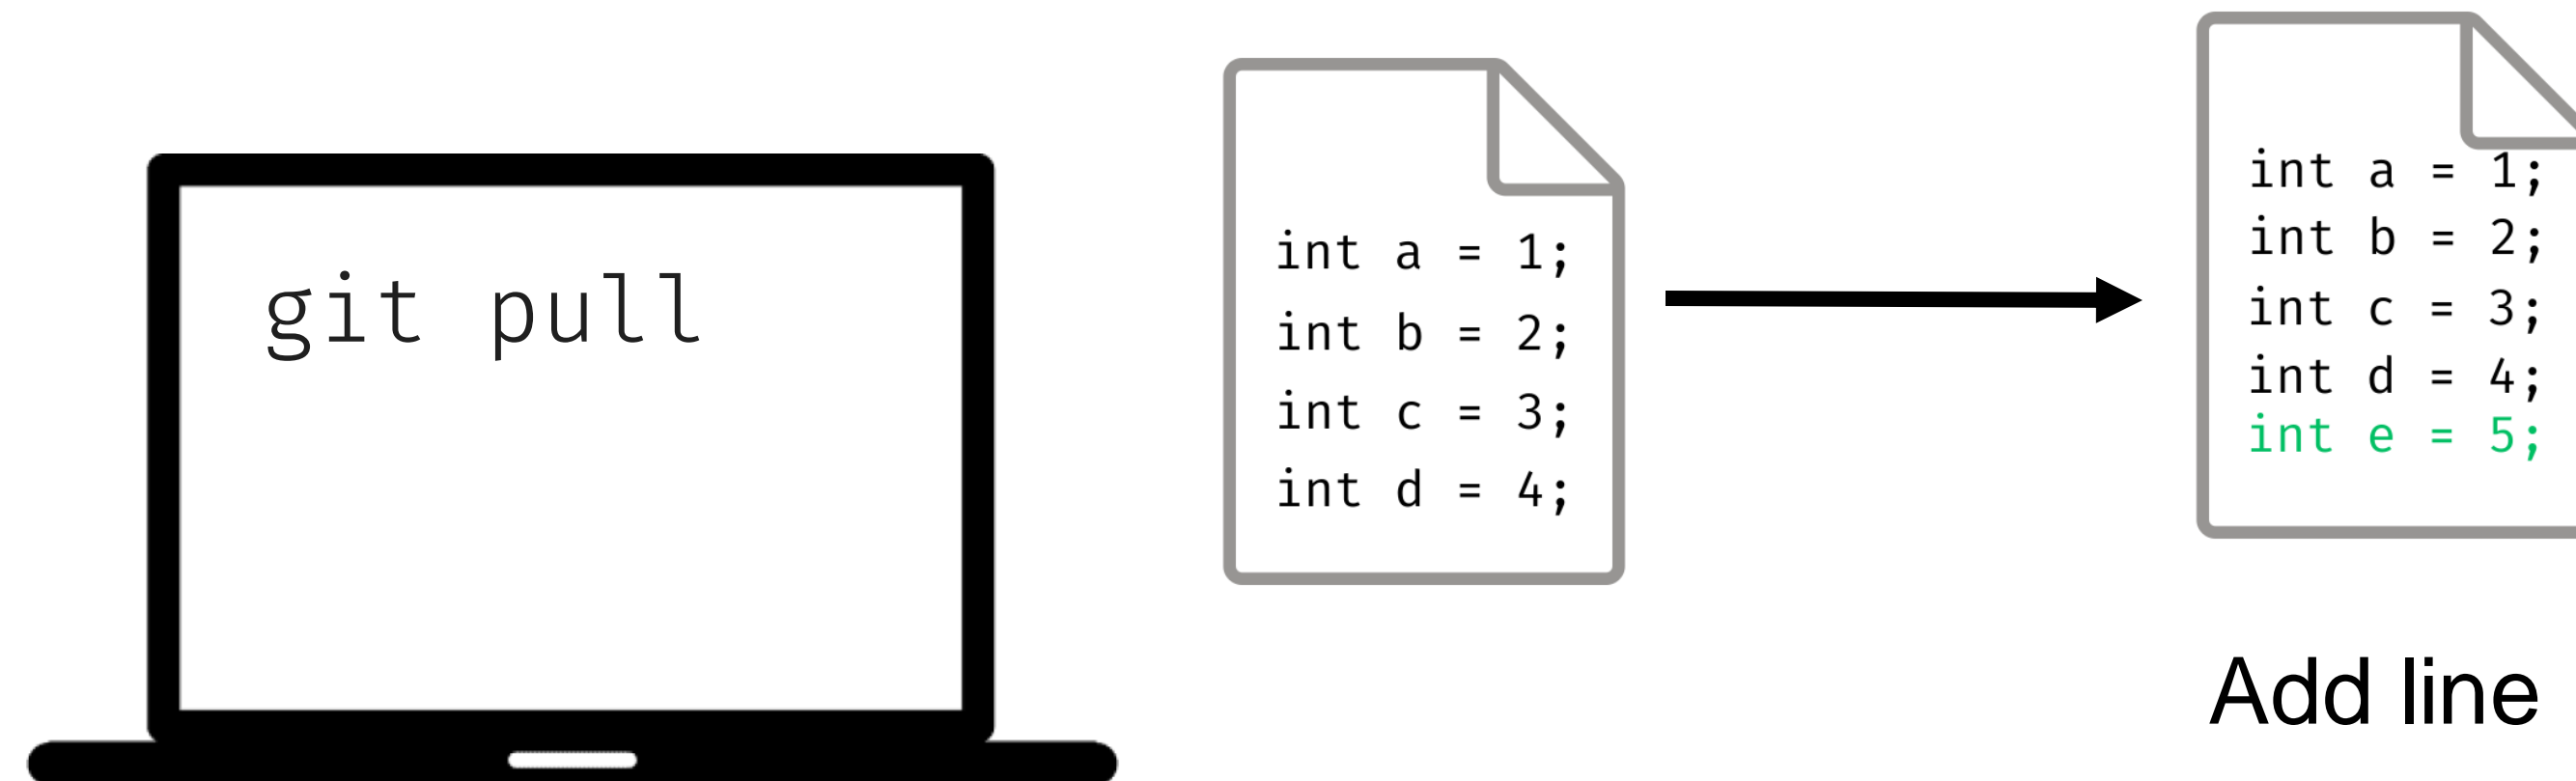 git pull
int a = 1;
int b = 2;
int c = 3;
int d = 4;
int a = 1;
int b = 2;
int c = 3;
int d = 4;
int e = 5;
Add line